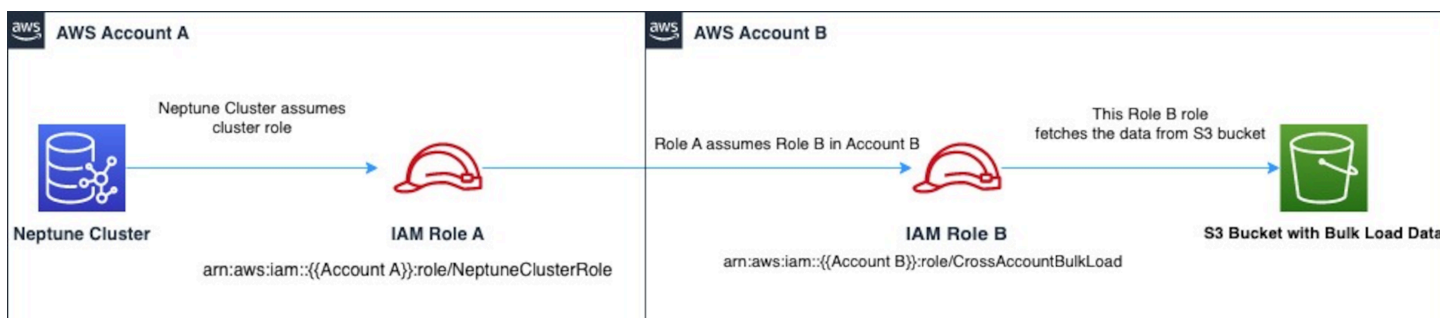 aws
AWS Account A
aws
AWS Account B
Neptune Cluster assumes
cluster role
Role A assumes Role B in Account B
This Role B role
fetches the data from S3 bucket
Neptune Cluster
IAM Role A
IAM Role B
S3 Bucket with Bulk Load Data
arn:aws:iam::{{Account A}}:role/NeptuneClusterRole
arn:aws:iam::{{Account B}}:role/CrossAccountBulkLoad